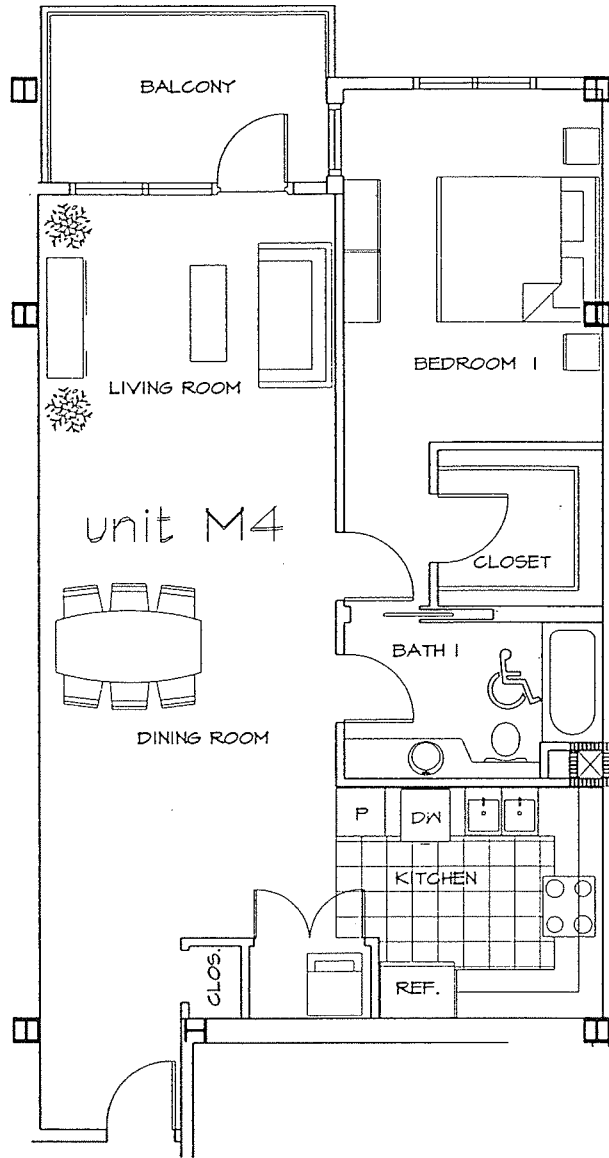 BALCONY
BEDROOM 1
LIVING ROOM
unit M4
CLOSET
BATH 1
DINING ROOM
P
DW
KITCHEN
CLOS.
REF.